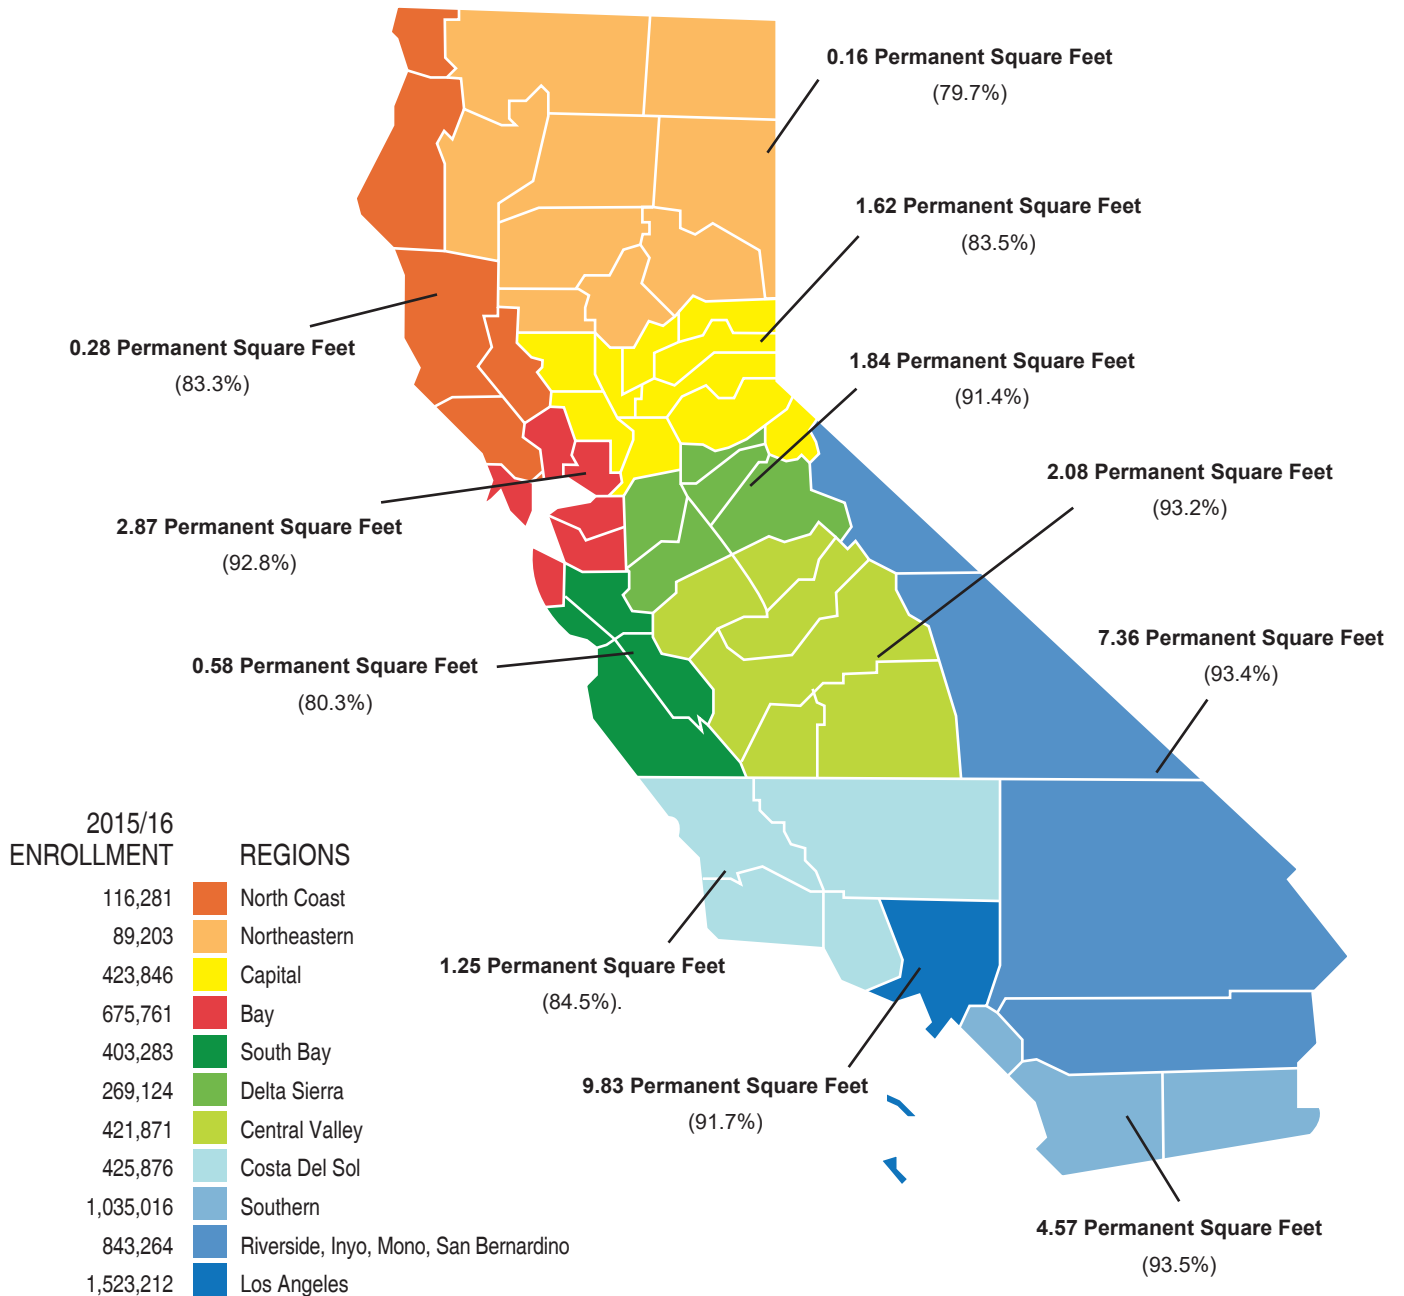 0.16 Permanent Square Feet
(79.7%)
1.62 Permanent Square Feet
(83.5%)
0.28 Permanent Square Feet
(83.3%)
1.84 Permanent Square Feet
(91.4%)
2.08 Permanent Square Feet
(93.2%)
2.87 Permanent Square Feet
(92.8%)
7.36 Permanent Square Feet
(93.4%)
0.58 Permanent Square Feet
(80.3%)
1.25 Permanent Square Feet
(84.5%).
9.83 Permanent Square Feet
(91.7%)
4.57 Permanent Square Feet
(93.5%)
2015/16
ENROLLMENT REGIONS
116,281 North Coast
89,203 Northeastern
423,846 Capital
675,761 Bay
403,283 South Bay
269,124 Delta Sierra
421,871 Central Valley
425,876 Costa Del Sol
1,035,016 Southern
843,264 Riverside, Inyo, Mono, San Bernardino
1,523,212 Los Angeles